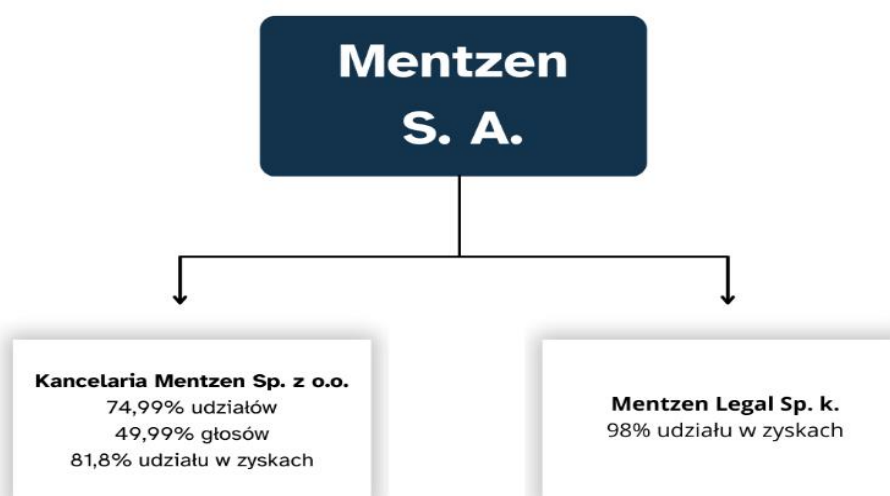 Mentzen
S. A.
Kancelaria Mentzen Sp. z o.o.
74,99% udziałów
49,99% głosów
81,8% udziału w zyskach
Mentzen Legal Sp. k.
98% udziału w zyskach